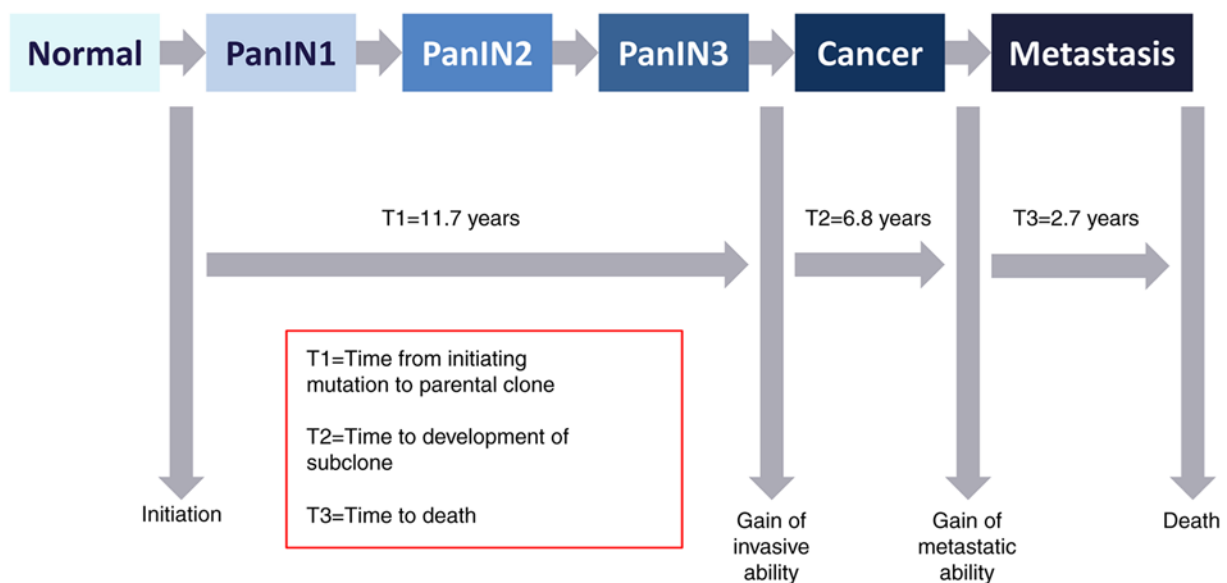 Normal
PanIN1
PanIN2
PanIN3
Cancer
Metastasis
T1=11.7 years
T2=6.8 years
T3=2.7 years
T1=Time from initiating
mutation to parental clone
T2=Time to development of
subclone
T3=Time to death
Initiation
Gain of
invasive
ability
Gain of
metastatic
ability
Death